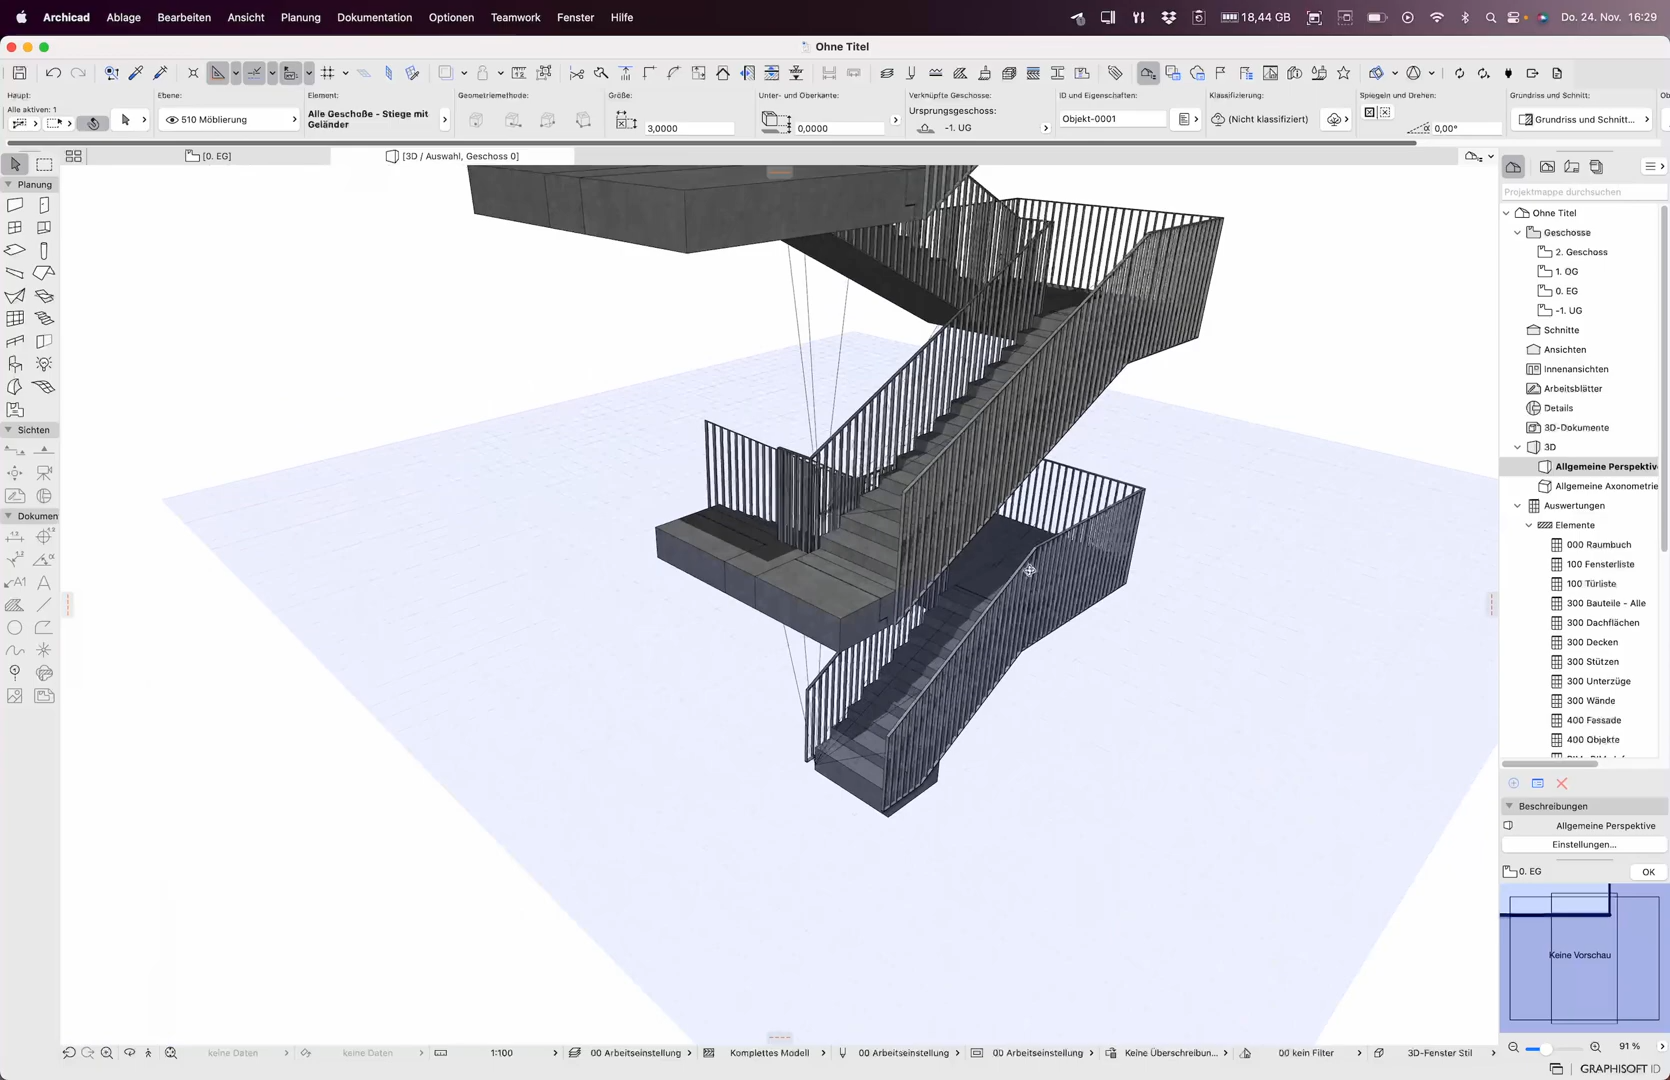 Archicad Ablage Bearbeiten Ansicht Planung Dokumentation Optionen Teamwork Fenster Hilfe 18,44 GB Do. 24. Nov. 16:29
Ohne Titel
Haupt: Ebene: Element: Geometriemethode: Größe: Unter- und Oberkante: Verknüpfte Geschosse: ID und Eigenschaften: Klassifizierung: Spiegeln und Drehen: Grundriss und Schnitt:
Alle aktiven: 1
Alle Geschoße - Stiege mit
Geländer
Ursprungsgeschoss:
510 Möblierung
3,0000
0,0000
-1. UG
Objekt-0001
(Nicht klassifiziert)
0,00°
Grundriss und Schnitt...
[0. EG]
[3D / Auswahl, Geschoss 0]
Planung
Sichten
Dokumen
Projektmappe durchsuchen
Ohne Titel
Geschosse
2. Geschoss
1. OG
0. EG
-1. UG
Schnitte
Ansichten
Innenansichten
Arbeitsblätter
Details
3D-Dokumente
3D
Allgemeine Perspektiv
Allgemeine Axonometrie
Auswertungen
Elemente
000 Raumbuch
100 Fensterliste
100 Türliste
300 Bauteile - Alle
300 Dachflächen
300 Decken
300 Stützen
300 Unterzüge
300 Wände
400 Fassade
400 Objekte
Beschreibungen
Allgemeine Perspektive
Einstellungen...
0. EG
OK
Keine Vorschau
91 %
keine Daten keine Daten 1:100 00 Arbeitseinstellung Komplettes Modell 00 Arbeitseinstellung 00 Arbeitseinstellung Keine Überschreibun... 00 kein Filter 3D-Fenster Stil
GRAPHISOFT ID